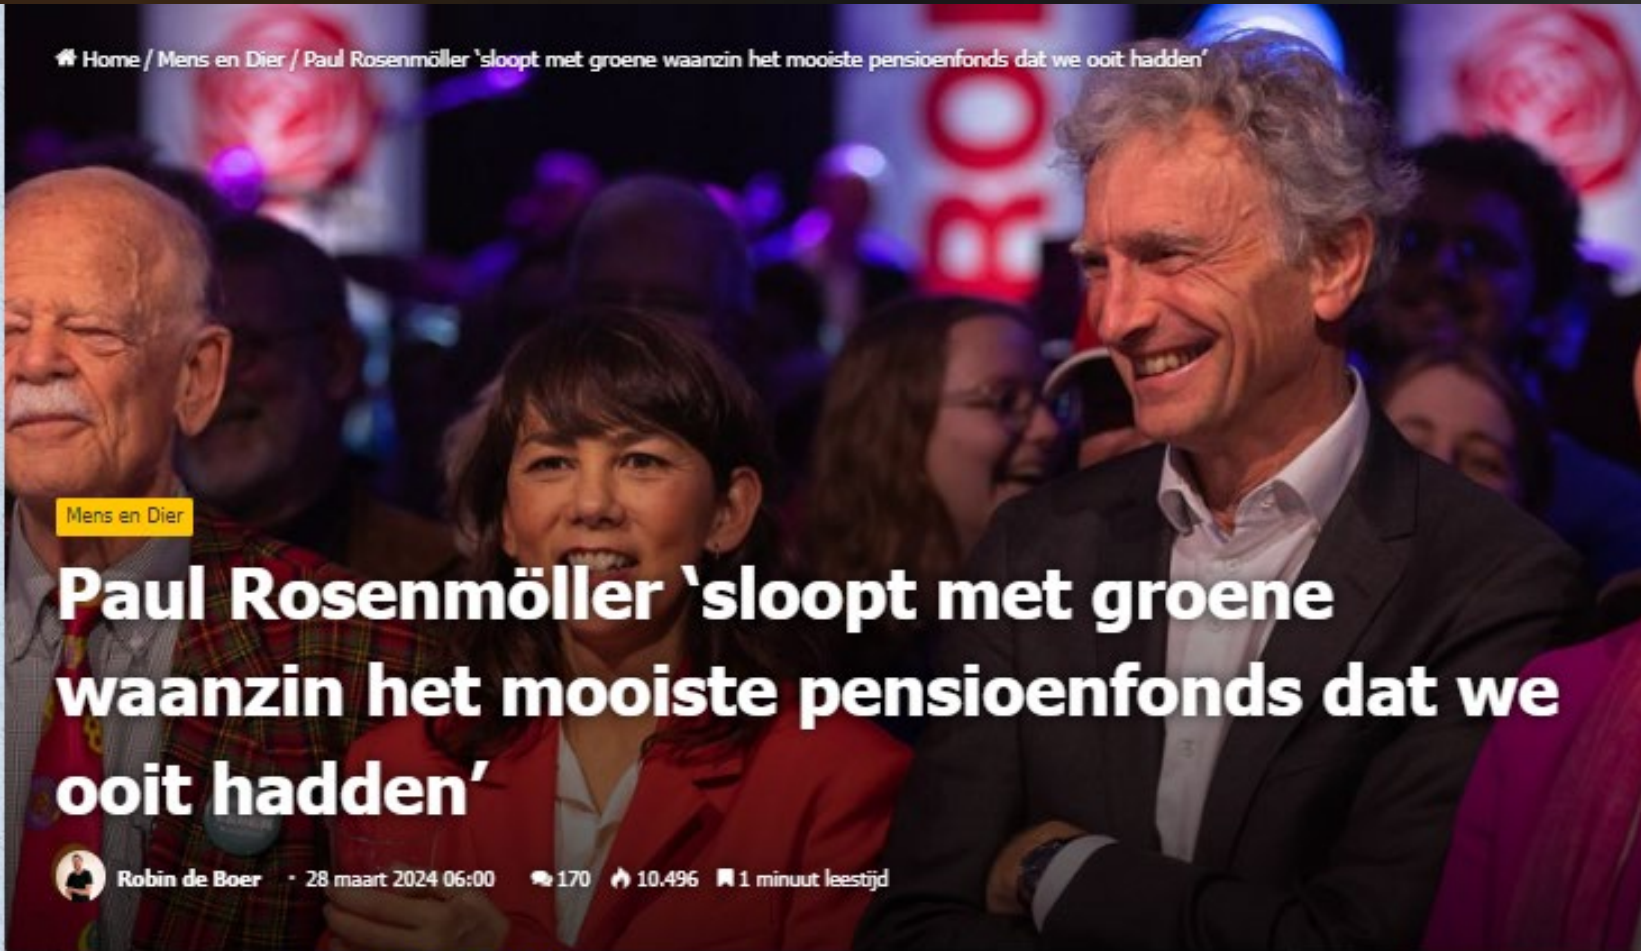 Home / Mens en Dier / Paul Rosenmöller ‘sloopt met groene waanzin het mooiste pensioenfonds dat we ooit hadden’
ROI
Mens en Dier
Paul Rosenmöller ‘sloopt met groene
waanzin het mooiste pensioenfonds dat we
ooit hadden’
Robin de Boer · 28 maart 2024 06:00 170 10.496 1 minuut leestijd